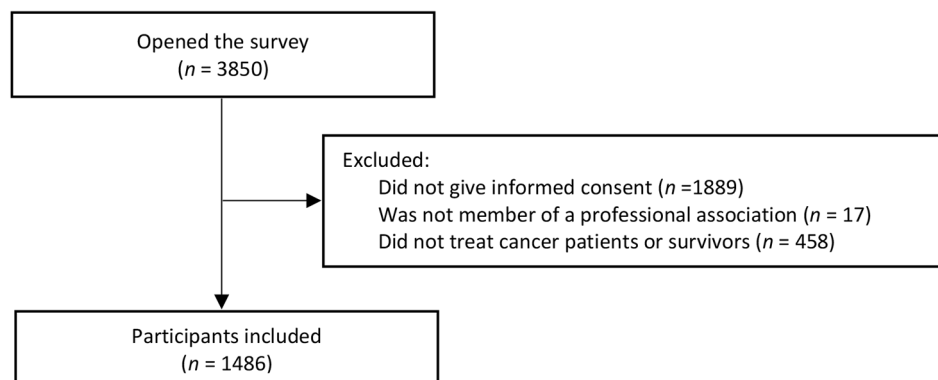 Opened the survey
(n = 3850)
Excluded:
Did not give informed consent (n =1889)
Was not member of a professional association (n = 17)
Did not treat cancer patients or survivors (n = 458)
Participants included
(n = 1486)